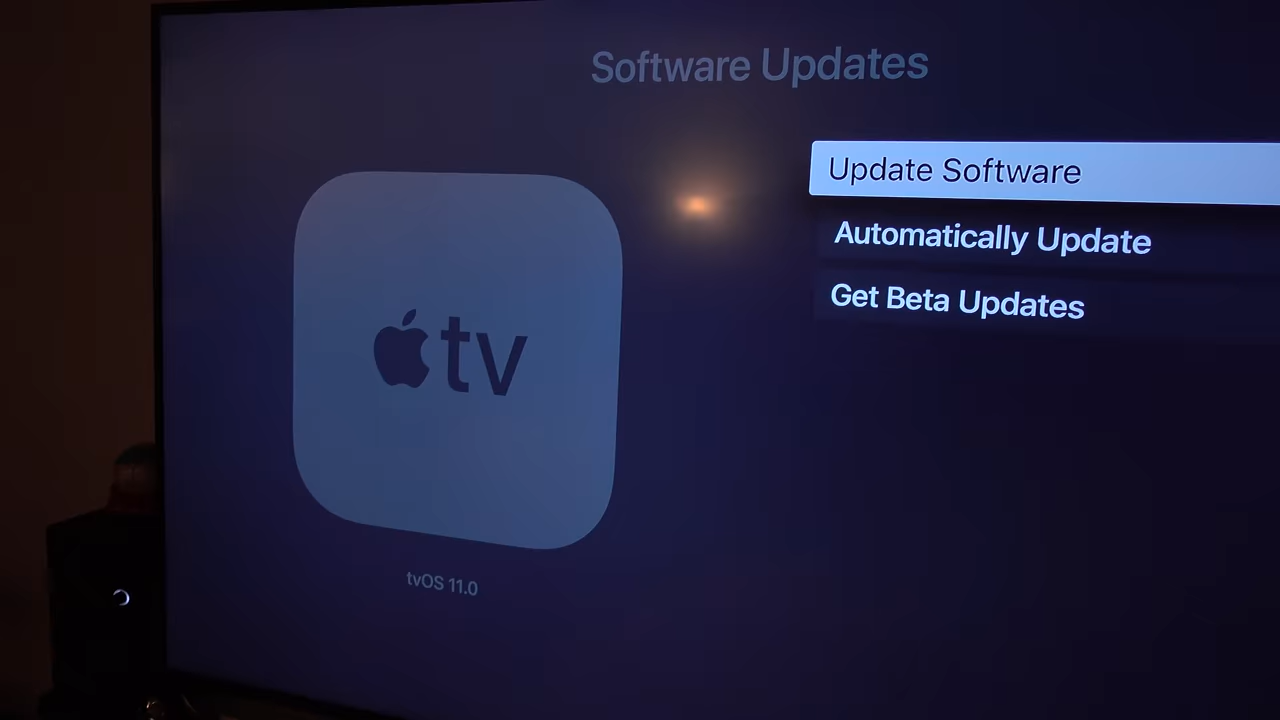 Software Updates
Update Software
Automatically Update
Get Beta Updates
tv
tvOS 11.0